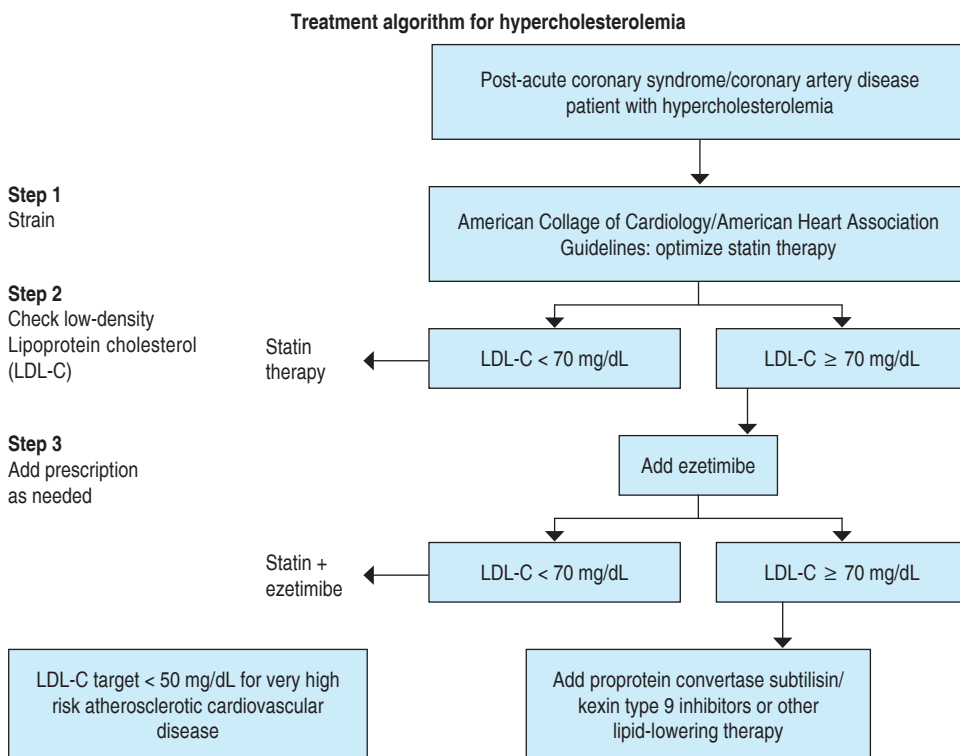 Treatment algorithm for hypercholesterolemia
Post-acute coronary syndrome/coronary artery disease
patient with hypercholesterolemia
Step 1
Strain
American Collage of Cardiology/American Heart Association
Guidelines: optimize statin therapy
Step 2
Check low-density
Lipoprotein cholesterol
(LDL-C)
Statin
therapy
LDL-C < 70 mg/dL
LDL-C ≥ 70 mg/dL
Step 3
Add prescription
as needed
Add ezetimibe
Statin +
ezetimibe
LDL-C < 70 mg/dL
LDL-C ≥ 70 mg/dL
LDL-C target < 50 mg/dL for very high
risk atherosclerotic cardiovascular
disease
Add proprotein convertase subtilisin/
kexin type 9 inhibitors or other
lipid-lowering therapy